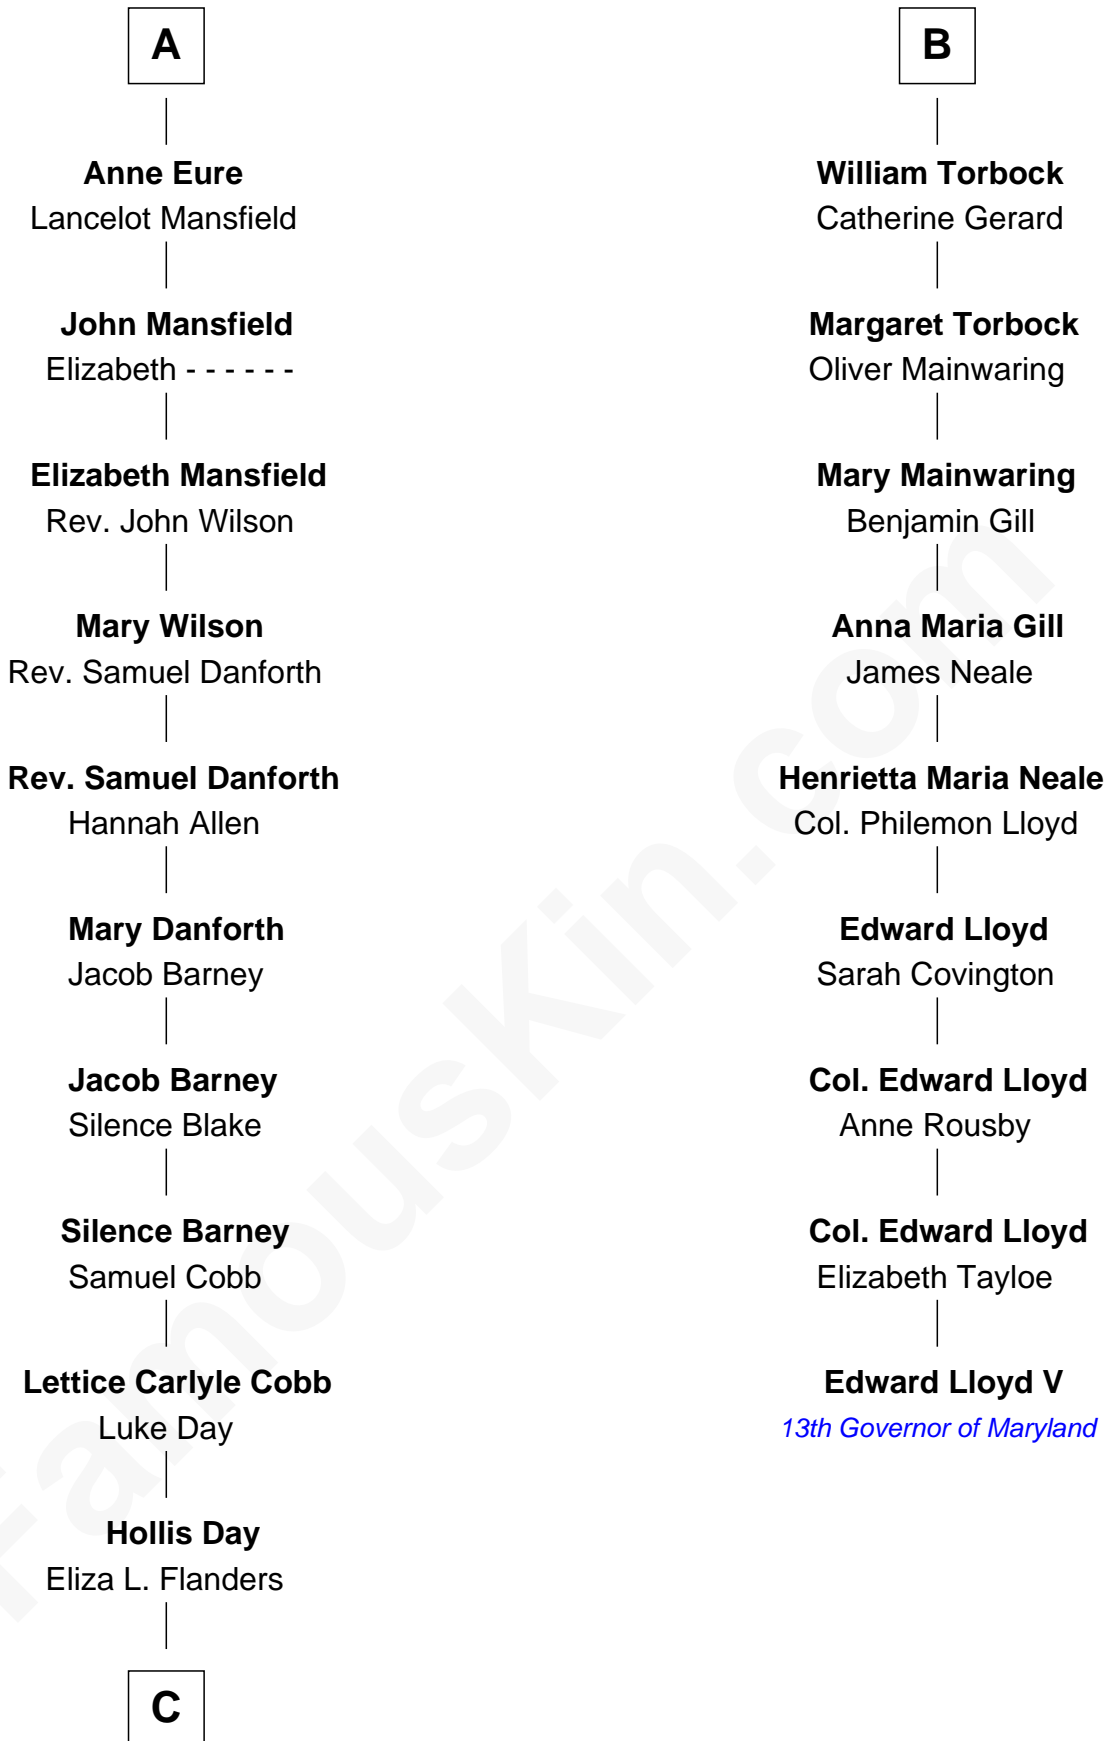 A
Anne Eure
Lancelot Mansfield
John Mansfield
Elizabeth - - - - - -
Elizabeth Mansfield
Rev. John Wilson
Mary Wilson
Rev. Samuel Danforth
Rev. Samuel Danforth
Hannah Allen
Mary Danforth
Jacob Barney
Jacob Barney
Silence Blake
Silence Barney
Samuel Cobb
Lettice Carlyle Cobb
Luke Day
Hollis Day
Eliza L. Flanders
C
B
William Torbock
Catherine Gerard
Margaret Torbock
Oliver Mainwaring
Mary Mainwaring
Benjamin Gill
Anna Maria Gill
James Neale
Henrietta Maria Neale
Col. Philemon Lloyd
Edward Lloyd
Sarah Covington
Col. Edward Lloyd
Anne Rousby
Col. Edward Lloyd
Elizabeth Tayloe
Edward Lloyd V
13th Governor of Maryland
FamousKin.com